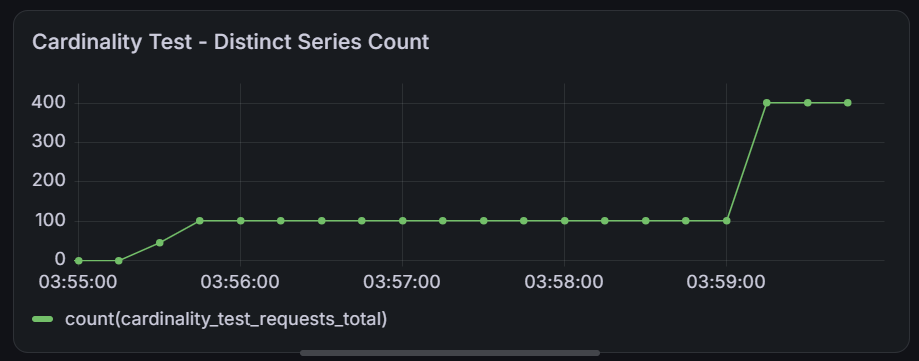 Cardinality Test - Distinct Series Count
400
300
200
100
0
03:55:00 03:56:00 03:57:00 03:58:00 03:59:00
count(cardinality_test_requests_total)